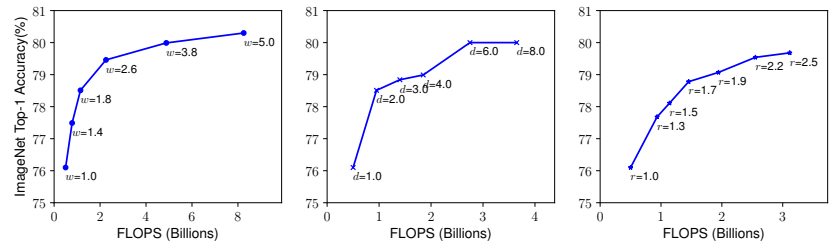 ImageNet Top-1 Accuracy(%)
81
80
79
78
77
76
75
0
2
4
6
8
FLOPS (Billions)
w=1.0
w=1.4
w=1.8
w=2.6
w=3.8
w=5.0
81
80
79
78
77
76
75
0
1
2
3
4
FLOPS (Billions)
d=1.0
d=2.0
d=3.0
d=4.0
d=6.0
d=8.0
81
80
79
78
77
76
75
0
1
2
3
FLOPS (Billions)
r=1.0
r=1.3
r=1.5
r=1.7
r=1.9
r=2.2
r=2.5